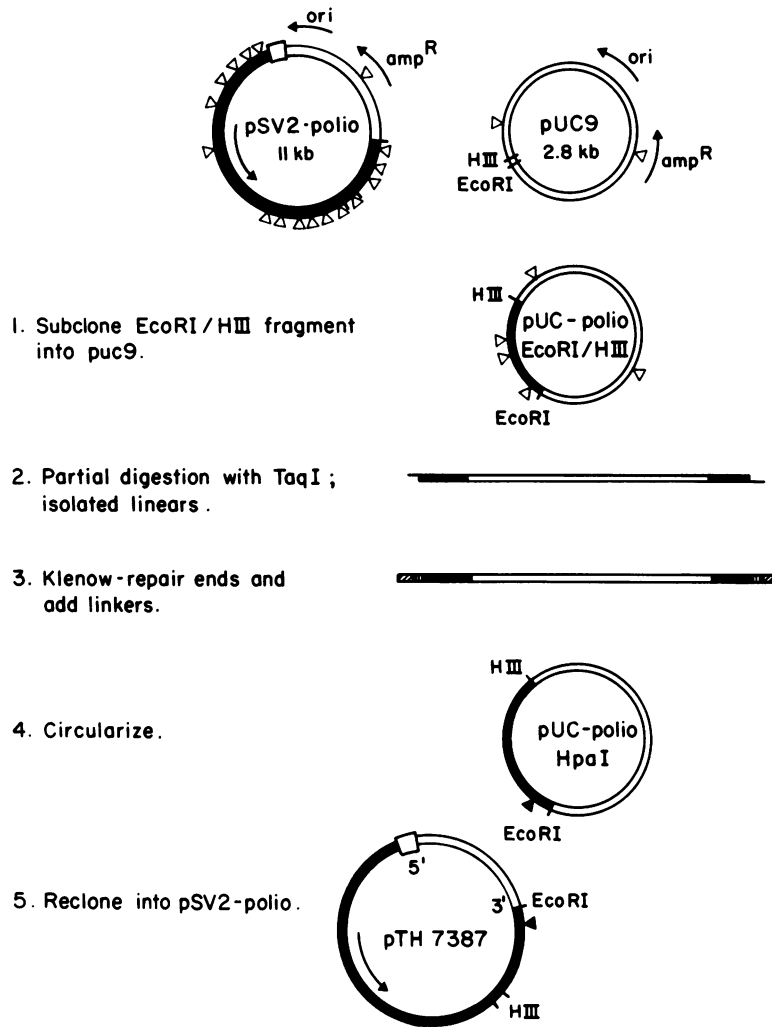 ori
amp^R
pSV2-polio
11 kb
ori
pUC9
2.8 kb
amp^R
HIII
EcoRI
1. Subclone EcoRI/HIII fragment
into puc9.
HIII
pUC-polio
EcoRI/HIII
EcoRI
2. Partial digestion with TaqI;
isolated linears.
3. Klenow-repair ends and
add linkers.
4. Circularize.
HIII
pUC-polio
HpaI
EcoRI
5. Reclone into pSV2-polio.
5'
3'
EcoRI
pTH 7387
HIII